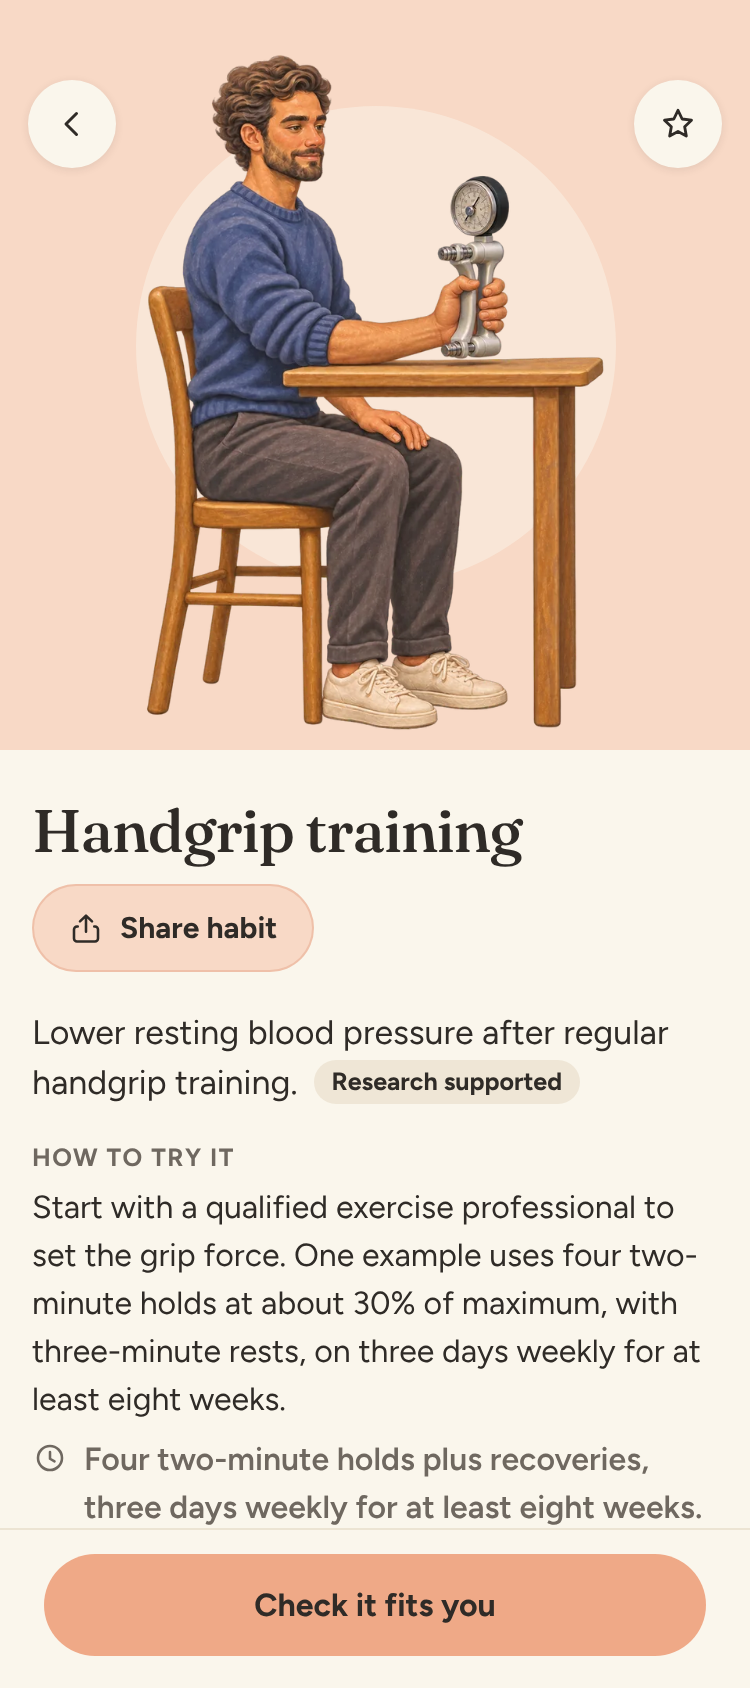 Handgrip training
Share habit
Lower resting blood pressure after regular
handgrip training. Research supported
HOW TO TRY IT
Start with a qualified exercise professional to
set the grip force. One example uses four two-
minute holds at about 30% of maximum, with
three-minute rests, on three days weekly for at
least eight weeks.
Four two-minute holds plus recoveries,
three days weekly for at least eight weeks.
Check it fits you